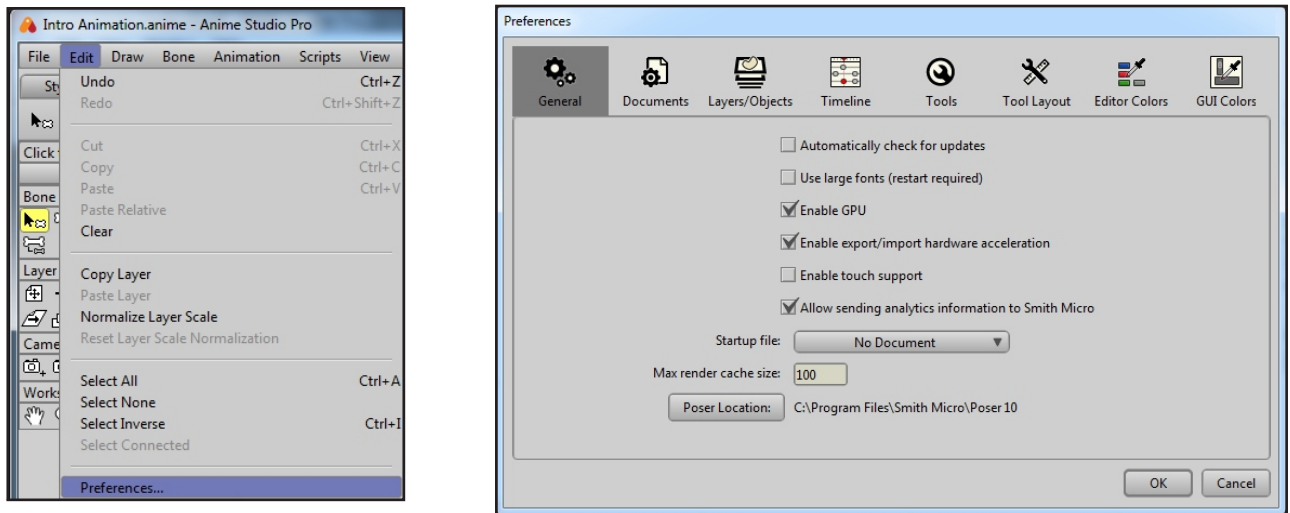 Intro Animation.anime - Anime Studio Pro
File Edit Draw Bone Animation Scripts View
Undo Ctrl+Z
Redo Ctrl+Shift+Z
Cut Ctrl+X
Click
Copy Ctrl+C
Paste Ctrl+V
Bone
Paste Relative
Clear
Layer
Copy Layer
Paste Layer
Normalize Layer Scale
Came
Reset Layer Scale Normalization
Select All Ctrl+A
Works
Select None
Select Inverse Ctrl+I
Select Connected
Preferences...
Preferences
General Documents Layers/Objects Timeline Tools Tool Layout Editor Colors GUI Colors
Automatically check for updates
Use large fonts (restart required)
Enable GPU
Enable export/import hardware acceleration
Enable touch support
Allow sending analytics information to Smith Micro
Startup file: No Document
Max render cache size: 100
Poser Location: C:\Program Files\Smith Micro\Poser 10
OK Cancel